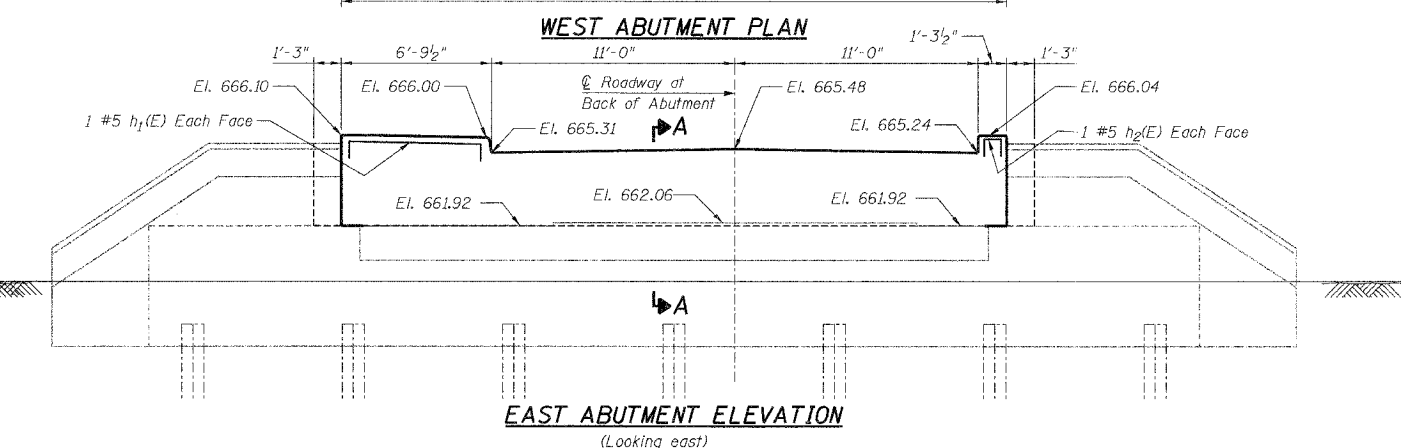 WEST ABUTMENT PLAN
1'-3" 6'-9½" 11'-0" 11'-0" 1'-3½" 1'-3"
El. 666.10 El. 666.00 ℄ Roadway at El. 665.48 El. 666.04
Back of Abutment
1 #5 h₁(E) Each Face El. 665.31 A El. 665.24 1 #5 h₂(E) Each Face
El. 661.92 El. 662.06 El. 661.92
A
EAST ABUTMENT ELEVATION
(Looking east)